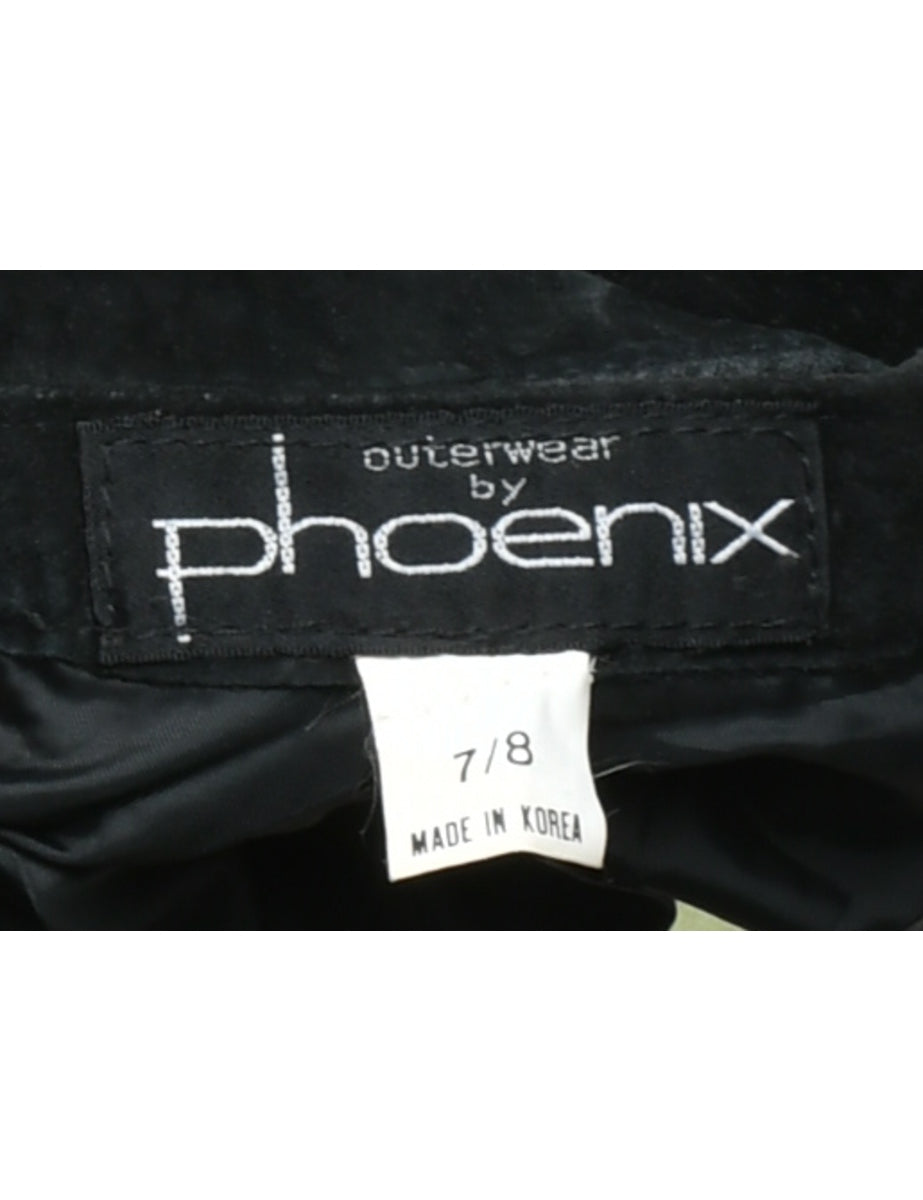 outerwear
by
phoenix
7/8
MADE IN KOREA